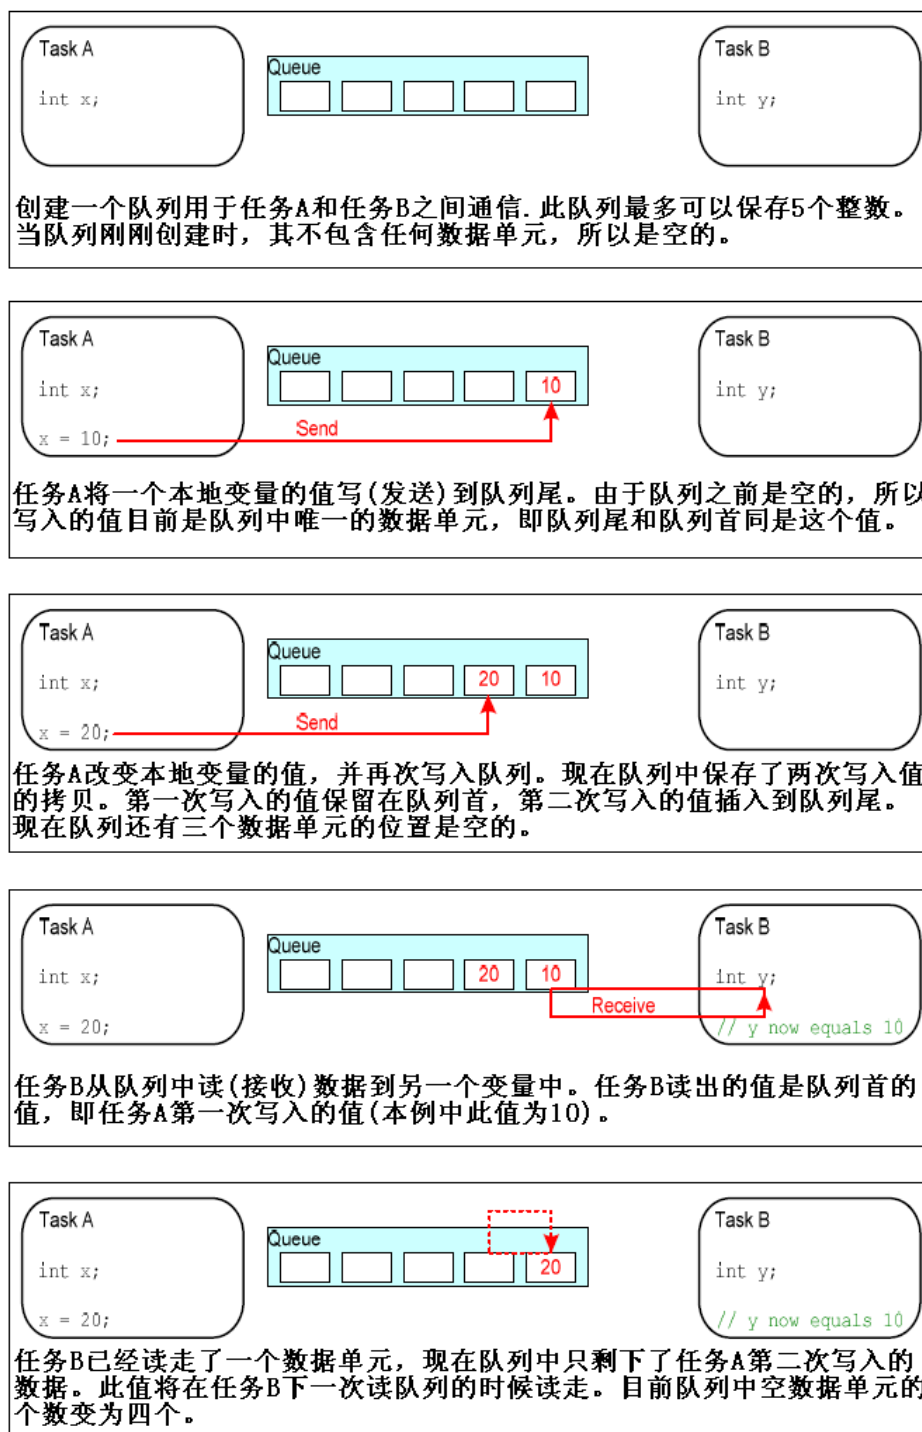 Task A
Queue
Task B
int x;
int y;
创建一个队列用于任务A和任务B之间通信.此队列最多可以保存5个整数。
当队列刚刚创建时，其不包含任何数据单元，所以是空的。
Task A
Queue
Task B
int x;
10
int y;
x = 10;
Send
任务A将一个本地变量的值写(发送)到队列尾。由于队列之前是空的，所以
写入的值目前是队列中唯一的数据单元，即队列尾和队列首同是这个值。
Task A
Queue
Task B
int x;
20 10
int y;
x = 20;
Send
任务A改变本地变量的值，并再次写入队列。现在队列中保存了两次写入值
的拷贝。第一次写入的值保留在队列首，第二次写入的值插入到队列尾。
现在队列还有三个数据单元的位置是空的。
Task A
Queue
Task B
int x;
20 10
int y;
x = 20;
Receive
// y now equals 10
任务B从队列中读(接收)数据到另一个变量中。任务B读出的值是队列首的
值，即任务A第一次写入的值(本例中此值为10)。
Task A
Queue
Task B
int x;
20
int y;
x = 20;
// y now equals 10
任务B已经读走了一个数据单元，现在队列中只剩下了任务A第二次写入的
数据。此值将在任务B下一次读队列的时候读走。目前队列中空数据单元的
个数变为四个。